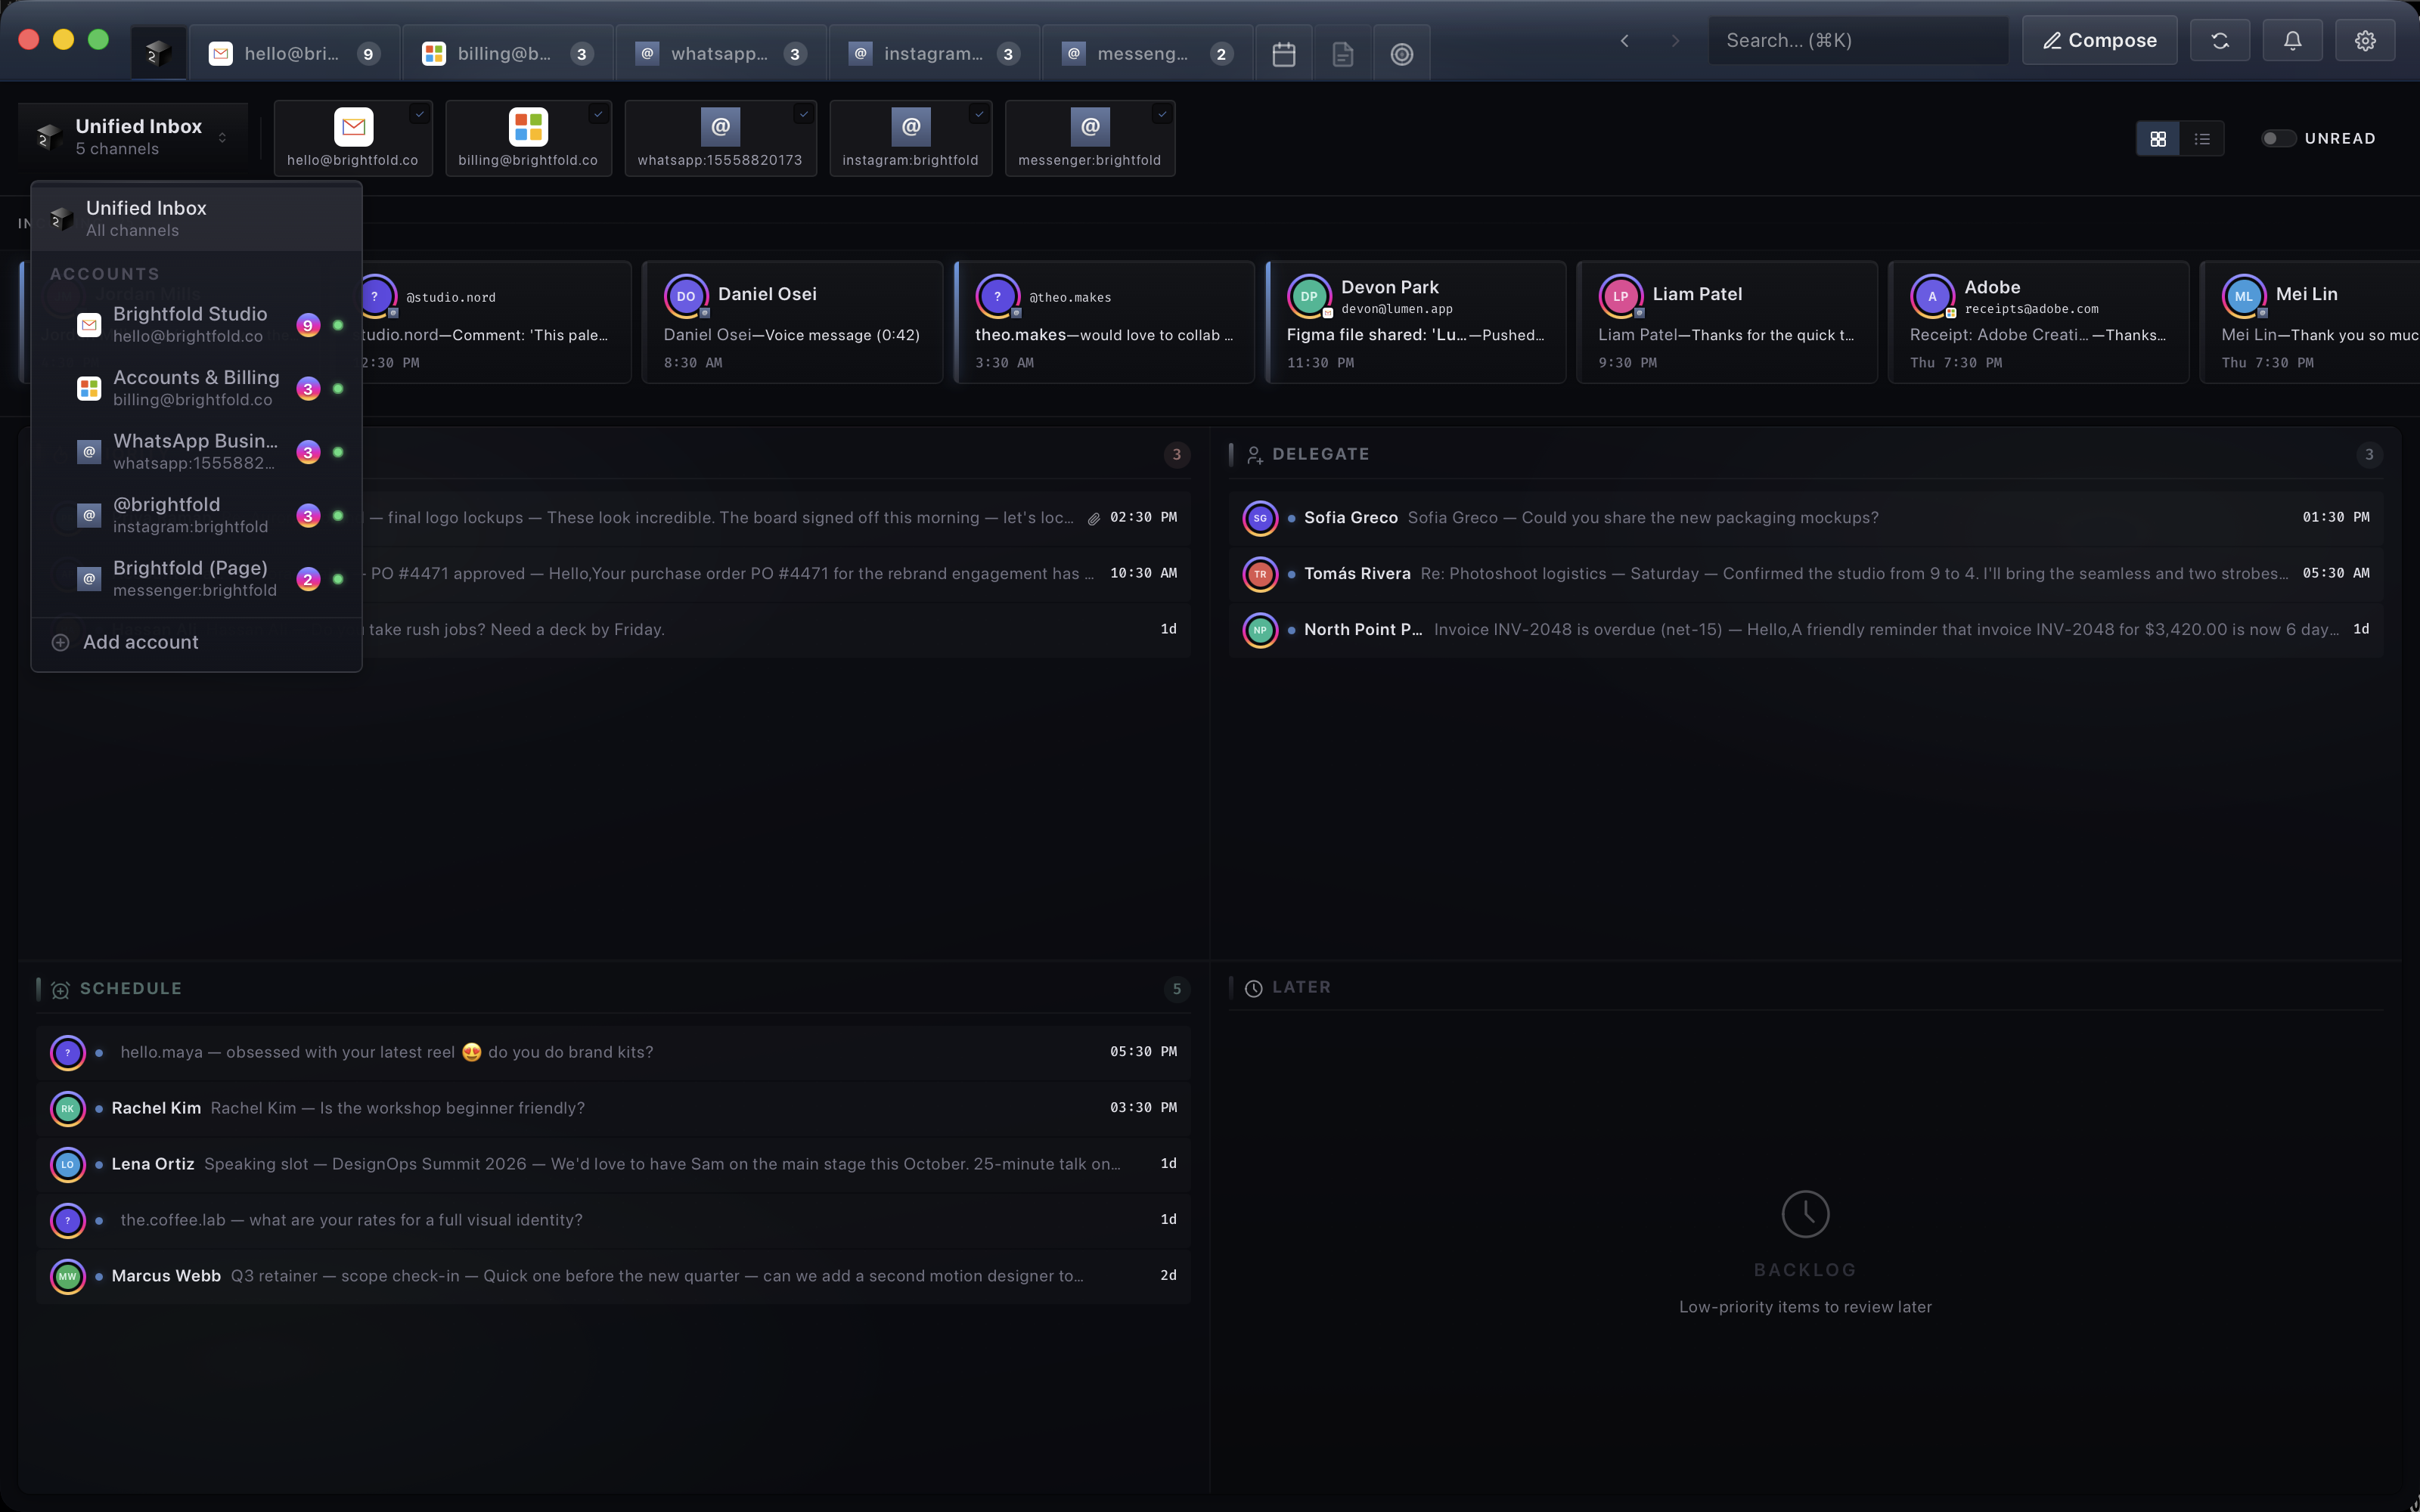 hello@bri... 9
billing@b... 3
whatsapp... 3
instagram... 3
messeng... 2
Search... (⌘K)
Compose
Unified Inbox
5 channels
hello@brightfold.co
billing@brightfold.co
whatsapp:15558820173
instagram:brightfold
messenger:brightfold
UNREAD
Unified Inbox
All channels
ACCOUNTS
Brightfold Studio
hello@brightfold.co
9
Accounts & Billing
billing@brightfold.co
3
WhatsApp Busin...
whatsapp:1555882...
3
@brightfold
instagram:brightfold
3
Brightfold (Page)
messenger:brightfold
2
Add account
Jordan Mills
? @studio.nord
tudio.nord—Comment: 'This pale...
2:30 PM
DO Daniel Osei
Daniel Osei—Voice message (0:42)
8:30 AM
? @theo.makes
theo.makes—would love to collab ...
3:30 AM
DP Devon Park
devon@lumen.app
Figma file shared: 'Lu... —Pushed...
11:30 PM
LP Liam Patel
Liam Patel—Thanks for the quick t...
9:30 PM
A Adobe
receipts@adobe.com
Receipt: Adobe Creati... —Thanks...
Thu 7:30 PM
ML Mei Lin
Mei Lin—Thank you so muc
Thu 7:30 PM
3
— final logo lockups — These look incredible. The board signed off this morning — let's loc... 02:30 PM
- PO #4471 approved — Hello,Your purchase order PO #4471 for the rebrand engagement has ... 10:30 AM
take rush jobs? Need a deck by Friday. 1d
DELEGATE 3
SG Sofia Greco Sofia Greco — Could you share the new packaging mockups? 01:30 PM
TR Tomás Rivera Re: Photoshoot logistics — Saturday — Confirmed the studio from 9 to 4. I'll bring the seamless and two strobes... 05:30 AM
NP North Point P... Invoice INV-2048 is overdue (net-15) — Hello,A friendly reminder that invoice INV-2048 for $3,420.00 is now 6 day... 1d
SCHEDULE 5
? hello.maya — obsessed with your latest reel 😍 do you do brand kits? 05:30 PM
RK Rachel Kim Rachel Kim — Is the workshop beginner friendly? 03:30 PM
LO Lena Ortiz Speaking slot — DesignOps Summit 2026 — We'd love to have Sam on the main stage this October. 25-minute talk on... 1d
? the.coffee.lab — what are your rates for a full visual identity? 1d
MW Marcus Webb Q3 retainer — scope check-in — Quick one before the new quarter — can we add a second motion designer to... 2d
LATER
BACKLOG
Low-priority items to review later